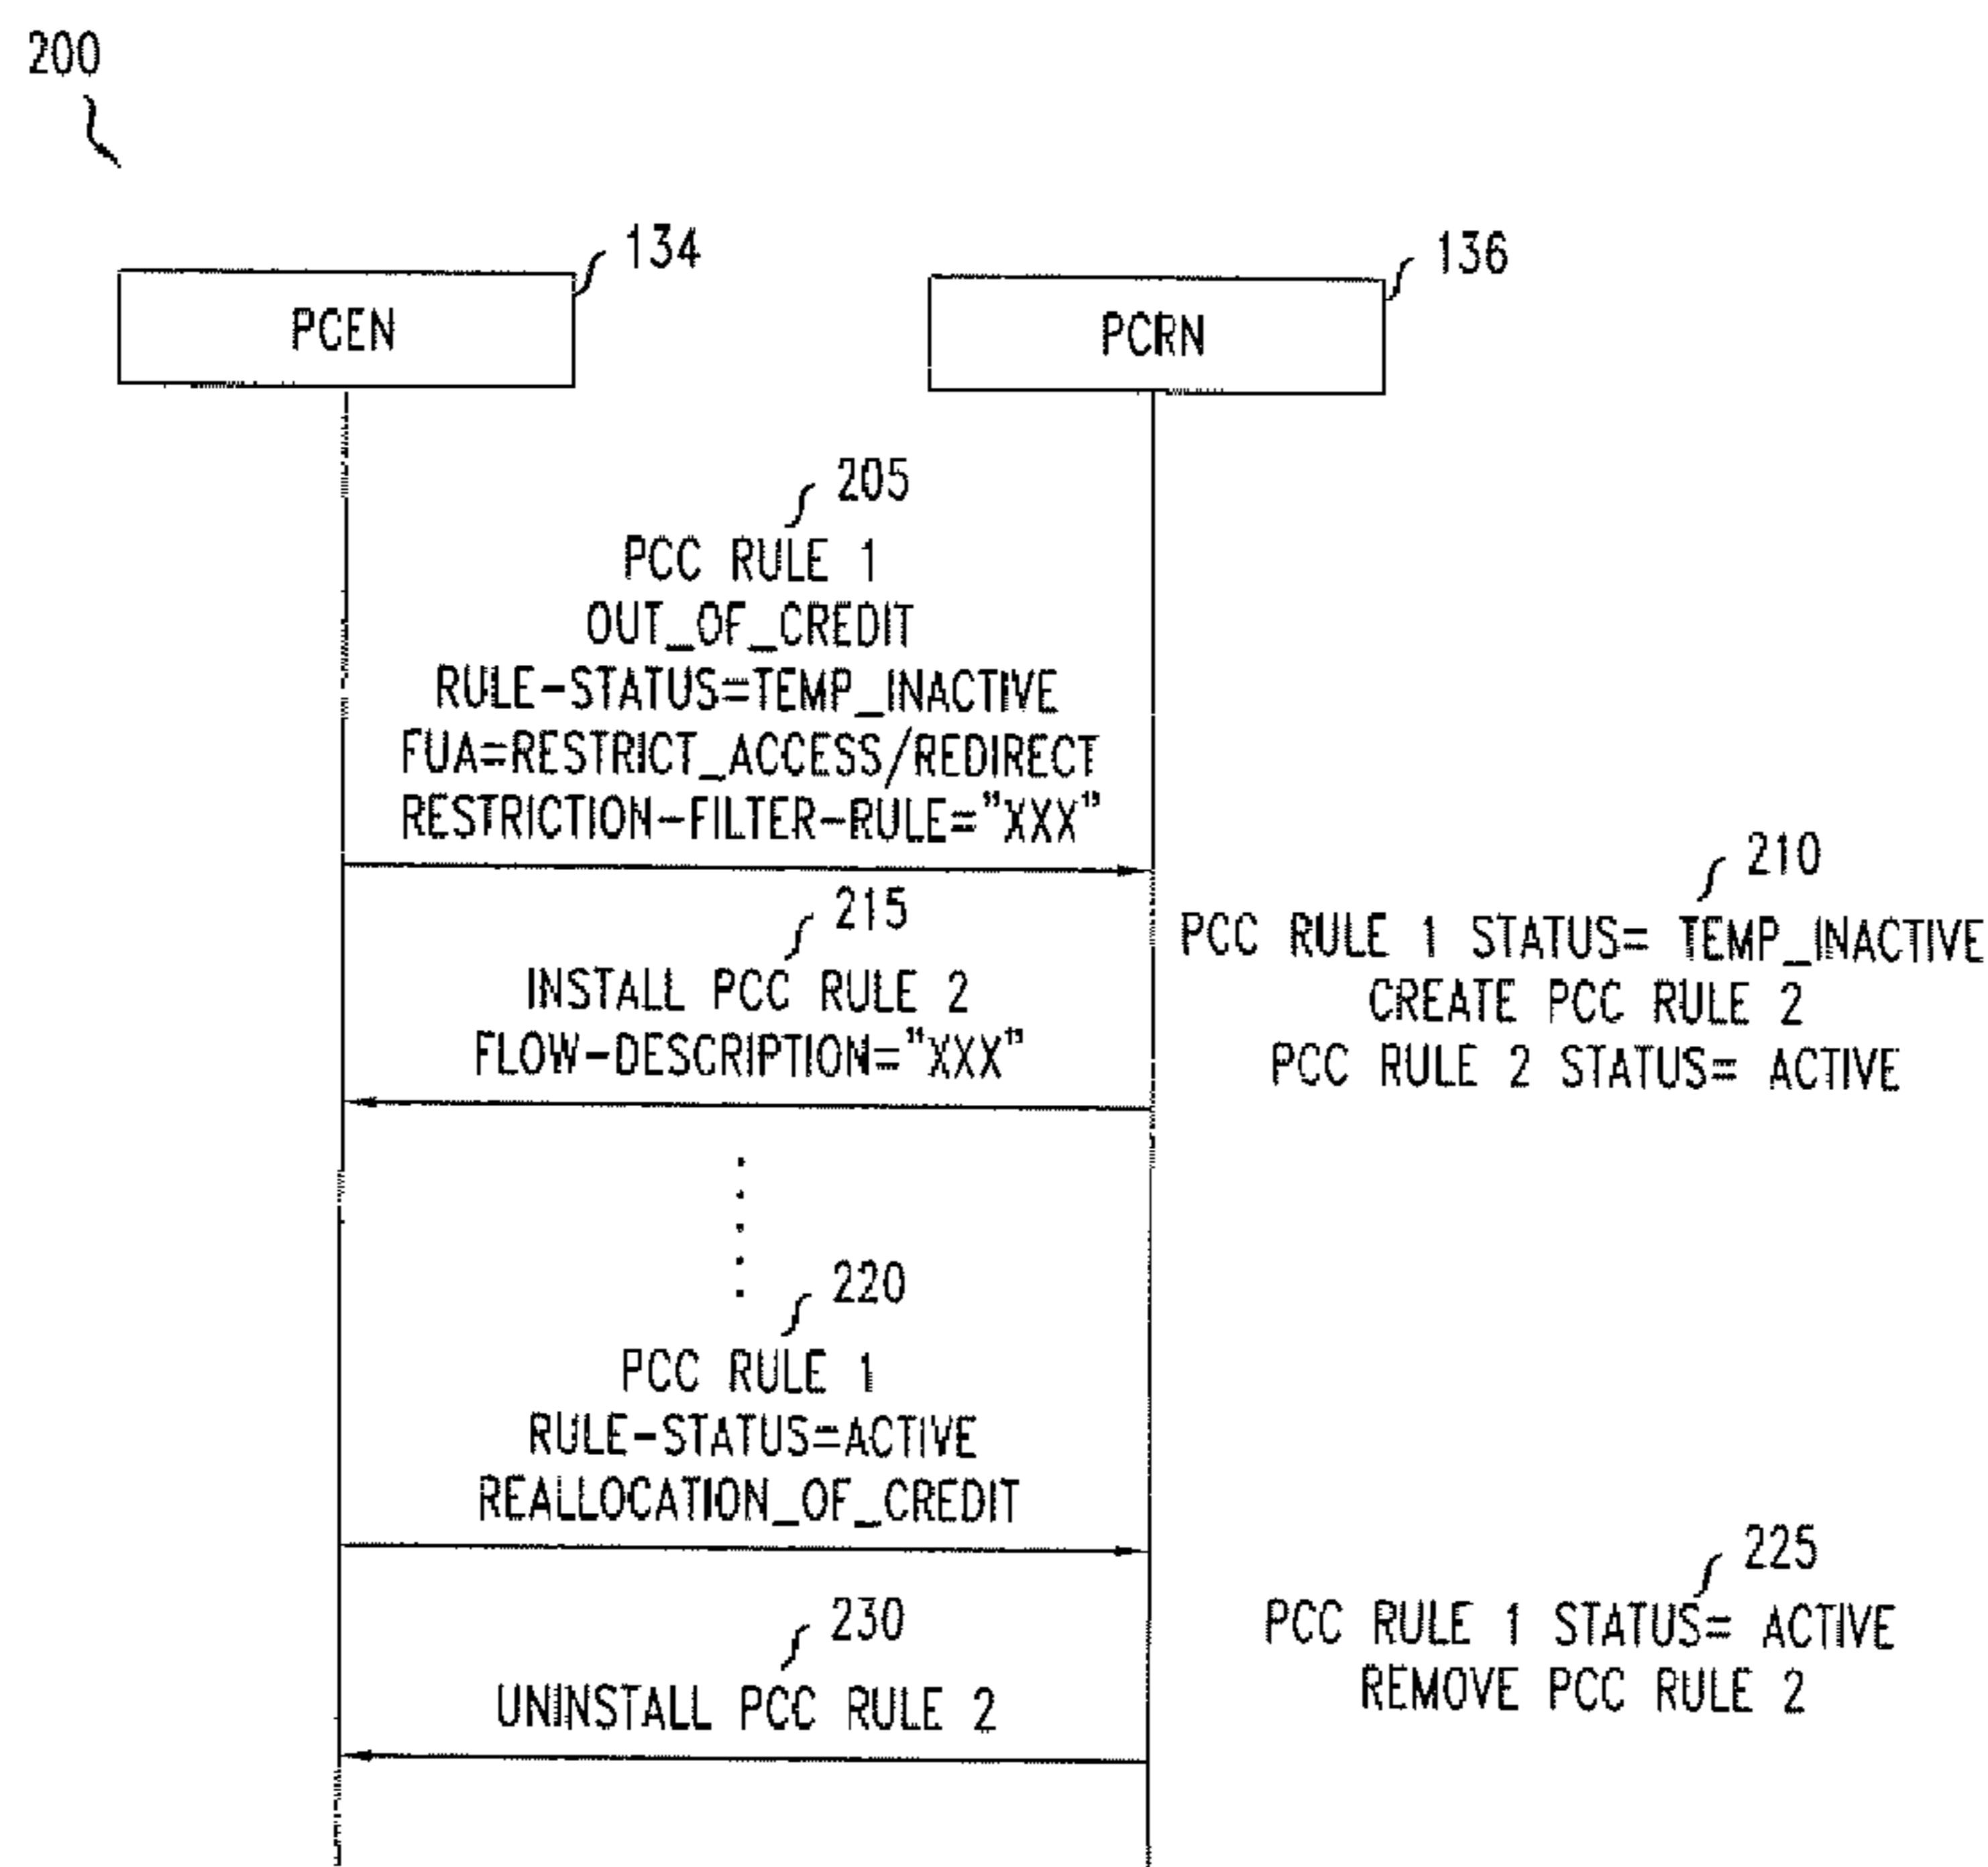 200
134
136
PCEN
PCRN
205
PCC RULE 1
OUT_OF_CREDIT
RULE-STATUS=TEMP_INACTIVE
FUA=RESTRICT_ACCESS/REDIRECT
RESTRICTION-FILTER-RULE="XXX"
210
PCC RULE 1 STATUS= TEMP_INACTIVE
CREATE PCC RULE 2
PCC RULE 2 STATUS= ACTIVE
215
INSTALL PCC RULE 2
FLOW-DESCRIPTION="XXX"
220
PCC RULE 1
RULE-STATUS=ACTIVE
REALLOCATION_OF_CREDIT
225
PCC RULE 1 STATUS= ACTIVE
REMOVE PCC RULE 2
230
UNINSTALL PCC RULE 2